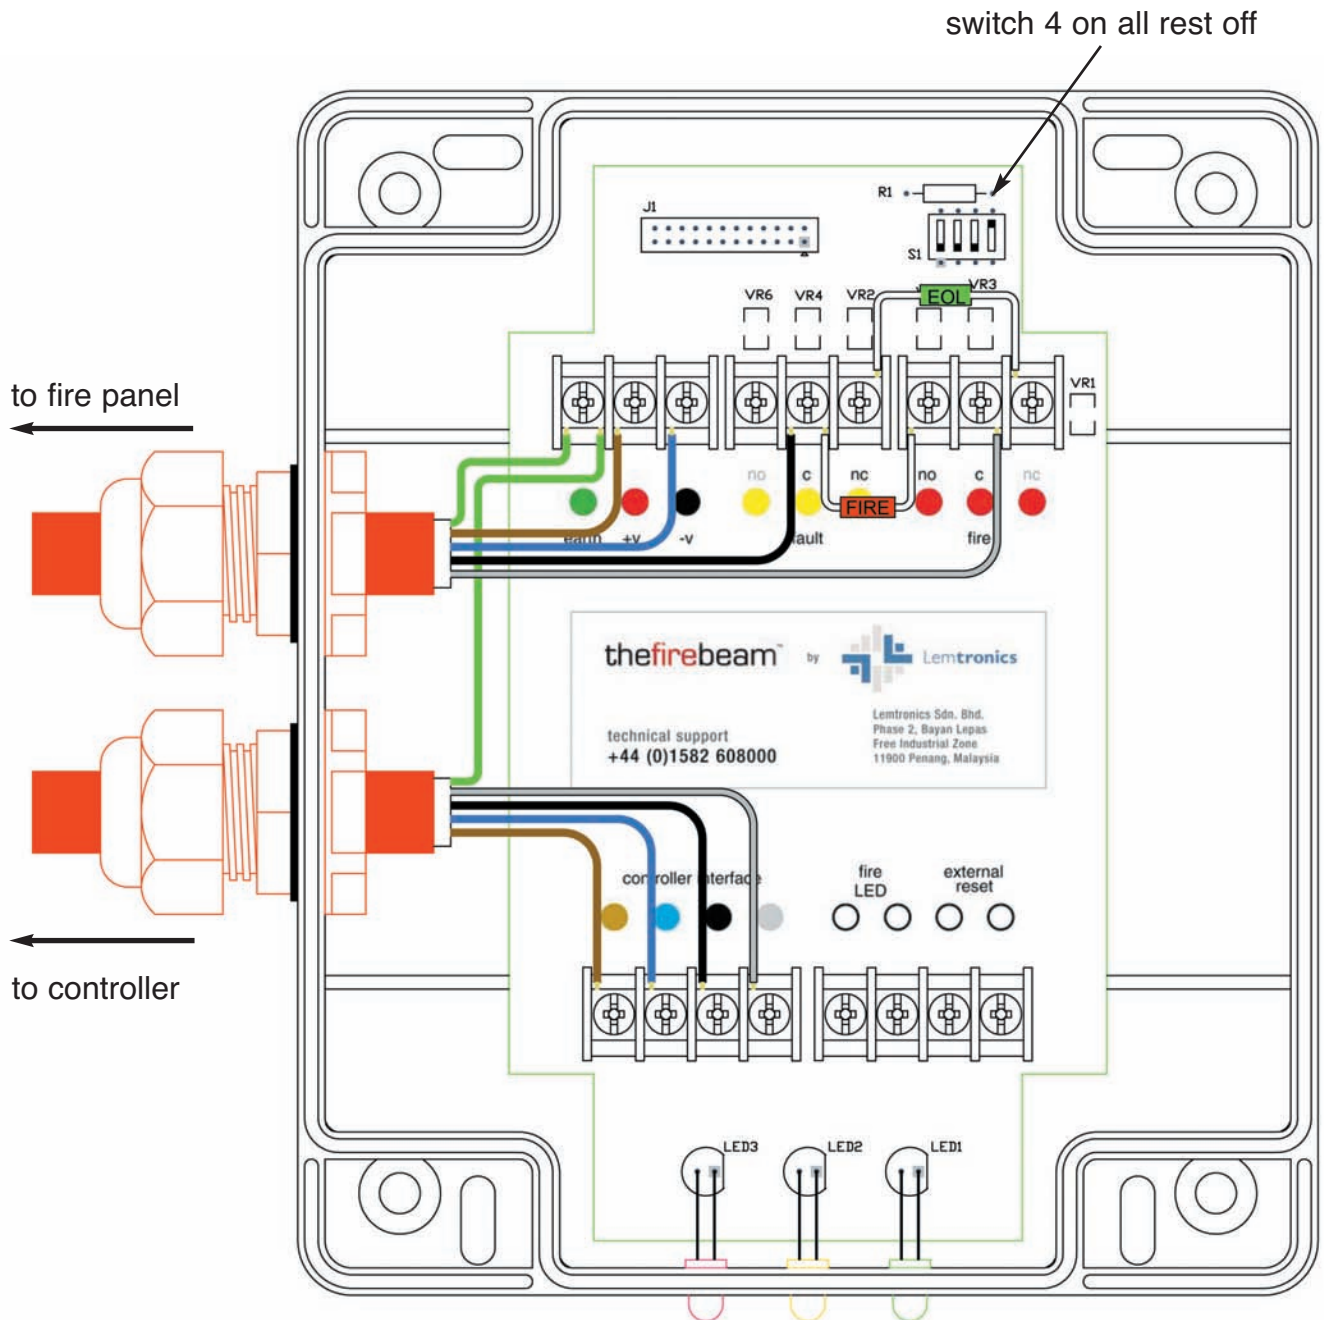 switch 4 on all rest off
R1
J1
S1
VR6 VR4 VR2 VR3
EOL
to fire panel
VR1
no c nc no c nc
FIRE
earth +v -v fault fire
thefirebeam™ by Lemtronics
technical support
+44 (0)1582 608000
Lemtronics Sdn. Bhd.
Phase 2, Bayan Lepas
Free Industrial Zone
11900 Penang, Malaysia
controller interface
fire
LED
external
reset
to controller
LED3 LED2 LED1